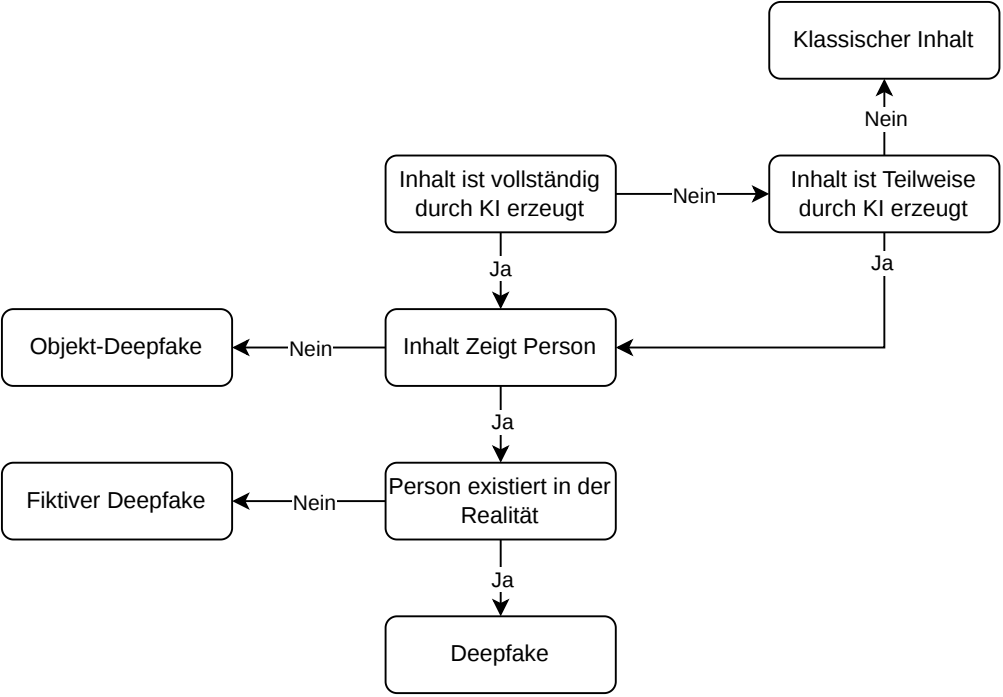 Klassischer Inhalt
Nein
Inhalt ist vollständig
durch KI erzeugt
Nein
Inhalt ist Teilweise
durch KI erzeugt
Ja
Ja
Objekt-Deepfake
Nein
Inhalt Zeigt Person
Ja
Fiktiver Deepfake
Nein
Person existiert in der
Realität
Ja
Deepfake